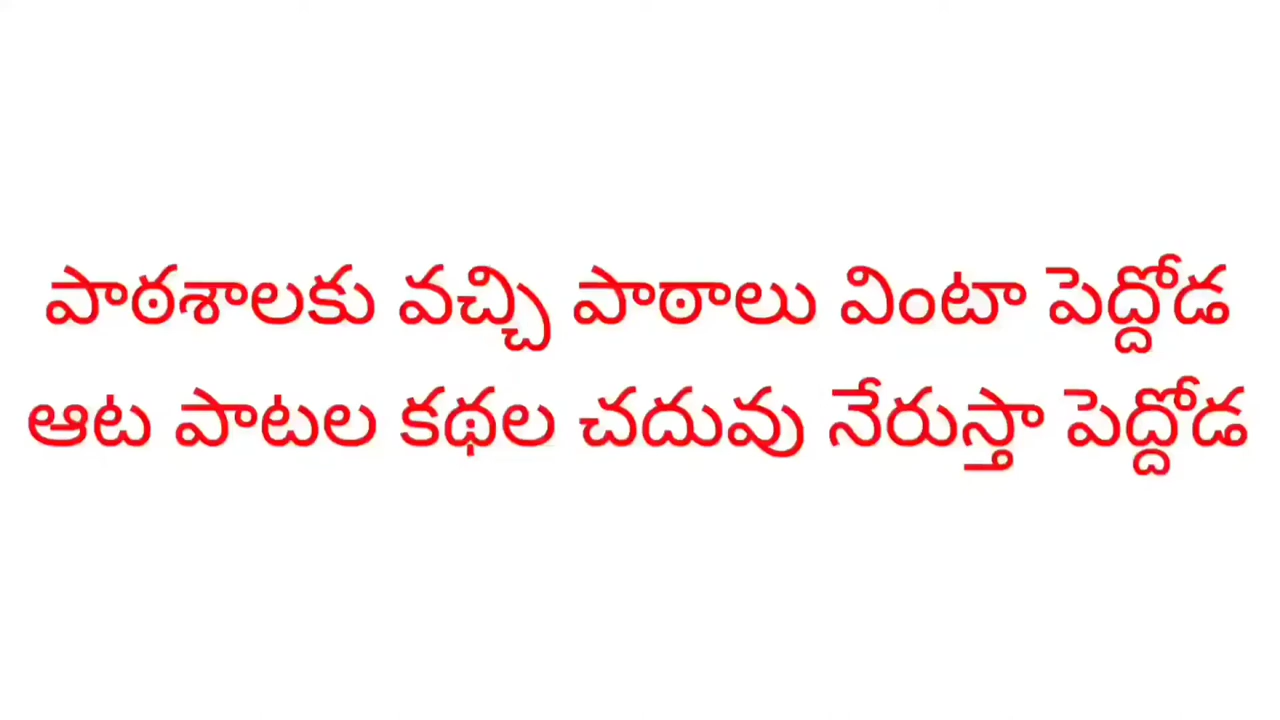 పాఠశాలకు వచ్చి పాఠాలు వింటా పెద్దోడ
ఆట పాటల కథల చదువు నేరుస్తా పెద్దోడ